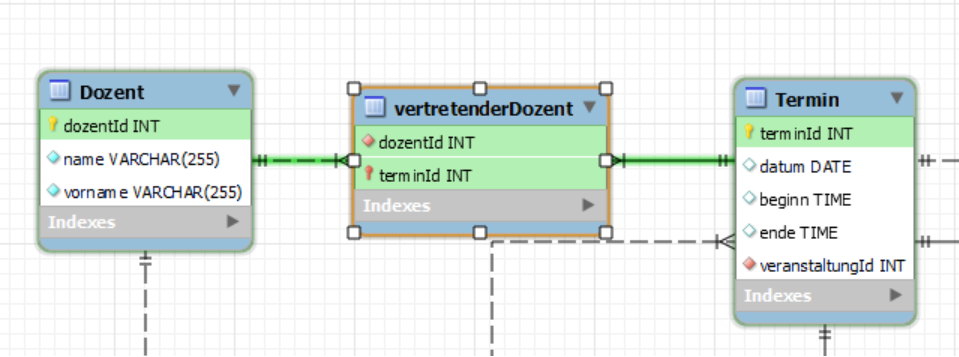 Dozent
dozentId INT
name VARCHAR(255)
vorname VARCHAR(255)
Indexes
vertretenderDozent
dozentId INT
terminId INT
Indexes
Termin
terminId INT
datum DATE
beginn TIME
ende TIME
veranstaltungId INT
Indexes